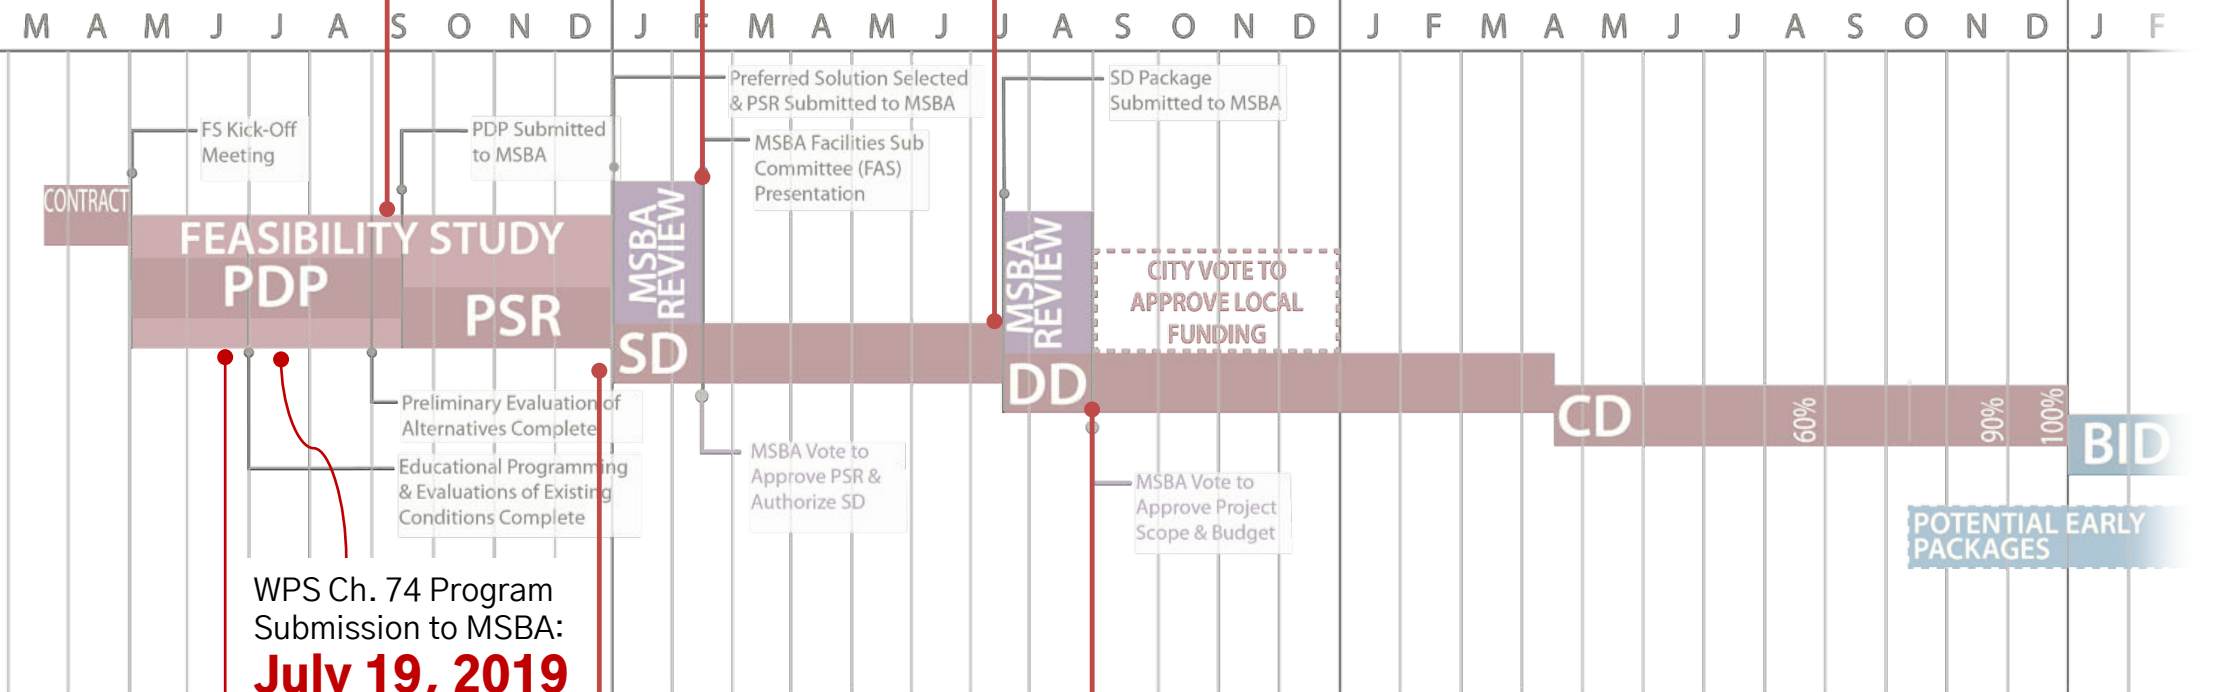 M A M J J A S O N D J F M A M J J A S O N D J F M A M J J A S O N D J F
FS Kick-Off
Meeting
PDP Submitted
to MSBA
Preferred Solution Selected
& PSR Submitted to MSBA
MSBA Facilities Sub
Committee (FAS)
Presentation
SD Package
Submitted to MSBA
CONTRACT
FEASIBILITY STUDY
PDP
PSR
MSBA
REVIEW
SD
MSBA
REVIEW
DD
CITY VOTE TO
APPROVE LOCAL
FUNDING
CD
60%
90%
100%
BID
POTENTIAL EARLY
PACKAGES
Preliminary Evaluation of
Alternatives Complete
Educational Programming
& Evaluations of Existing
Conditions Complete
MSBA Vote to
Approve PSR &
Authorize SD
MSBA Vote to
Approve Project
Scope & Budget
WPS Ch. 74 Program
Submission to MSBA:
July 19, 2019